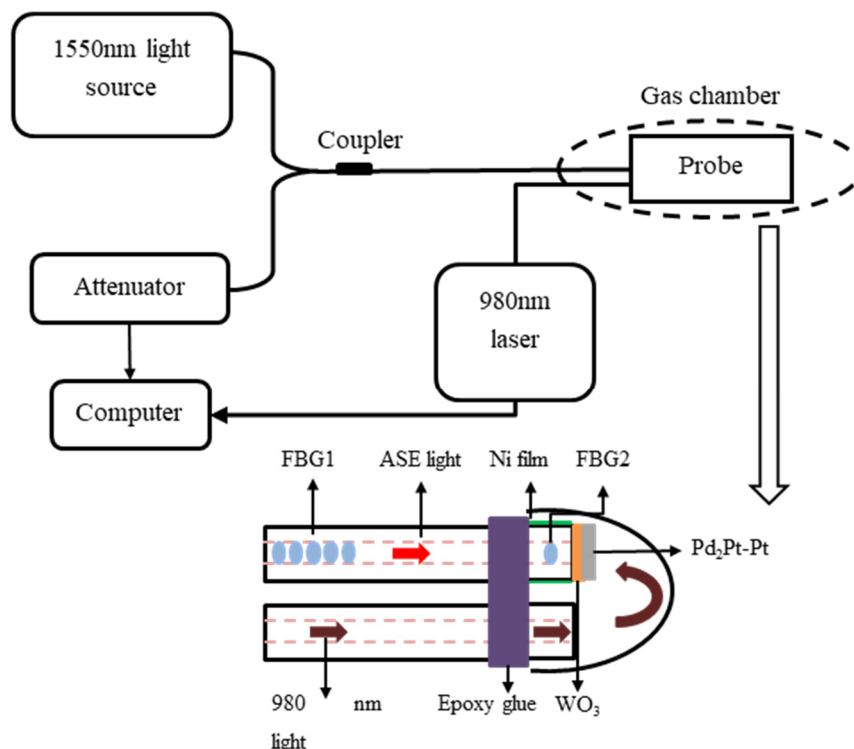 1550nm light
source
Gas chamber
Coupler
Probe
Attenuator
980nm
laser
Computer
FBG1
ASE light
Ni film
FBG2
Pd₂Pt-Pt
980 nm
light
Epoxy glue
WO₃